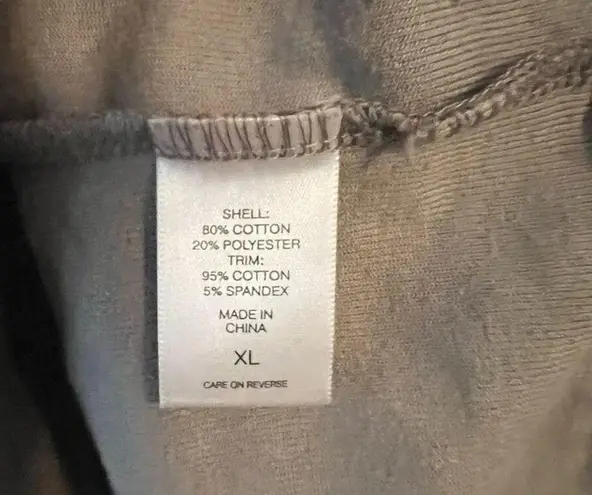 SHELL:
80% COTTON
20% POLYESTER
TRIM:
95% COTTON
5% SPANDEX
MADE IN
CHINA
XL
CARE ON REVERSE